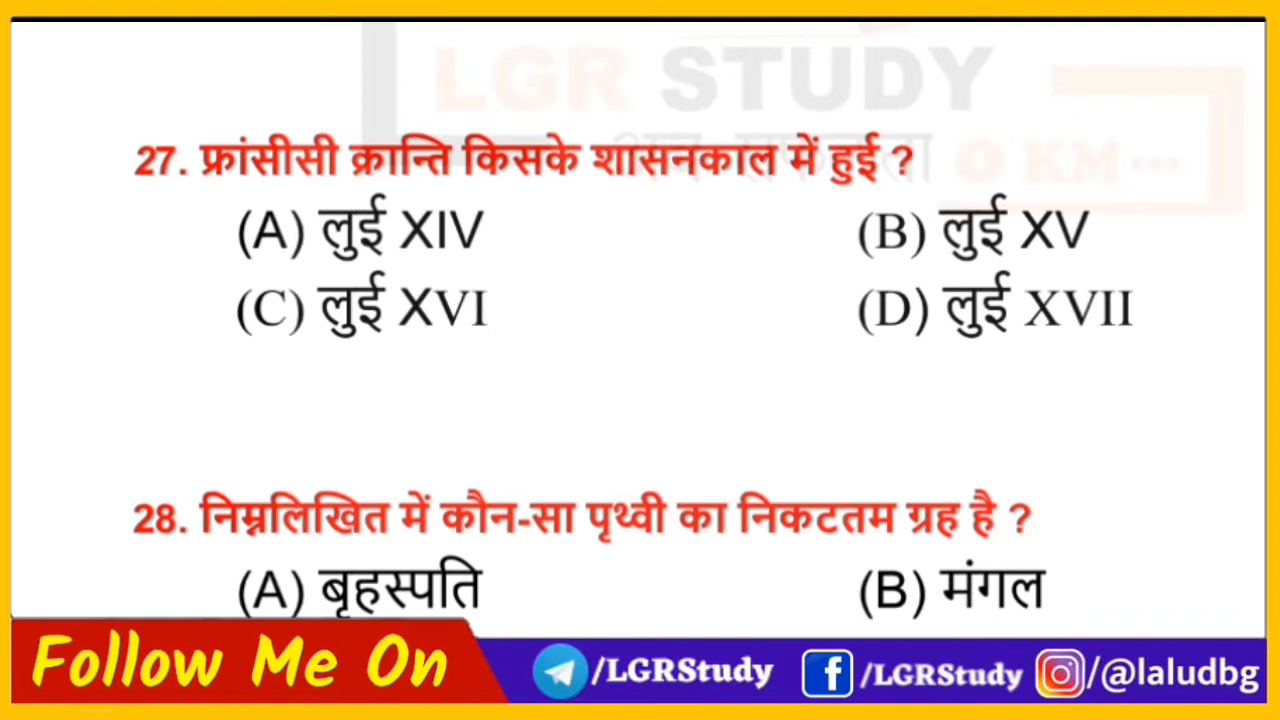 LGR STUDY
O KM...
27. फ्रांसीसी क्रान्ति किसके शासनकाल में हुई ?
(A) लुई XIV (B) लुई XV
(C) लुई XVI (D) लुई XVII
28. निम्नलिखित में कौन-सा पृथ्वी का निकटतम ग्रह है ?
(A) बृहस्पति (B) मंगल
Follow Me On /LGRStudy /LGRStudy /@laludbg